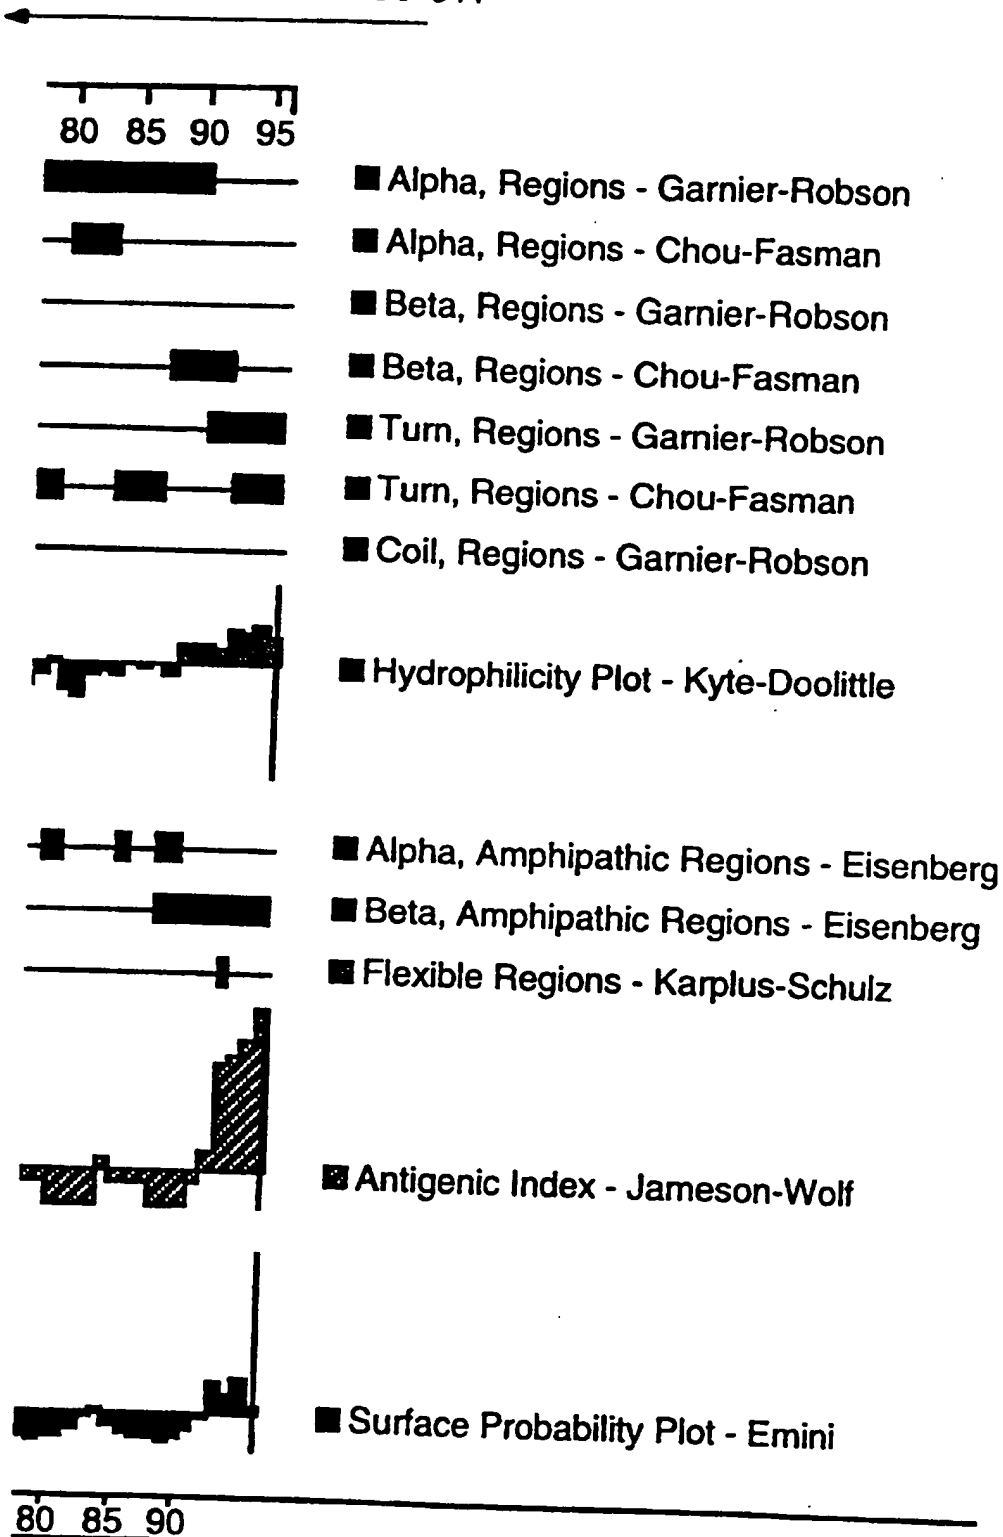 80 85 90 95
Alpha, Regions - Garnier-Robson
Alpha, Regions - Chou-Fasman
Beta, Regions - Garnier-Robson
Beta, Regions - Chou-Fasman
Turn, Regions - Garnier-Robson
Turn, Regions - Chou-Fasman
Coil, Regions - Garnier-Robson
Hydrophilicity Plot - Kyte-Doolittle
Alpha, Amphipathic Regions - Eisenberg
Beta, Amphipathic Regions - Eisenberg
Flexible Regions - Karplus-Schulz
Antigenic Index - Jameson-Wolf
Surface Probability Plot - Emini
80 85 90